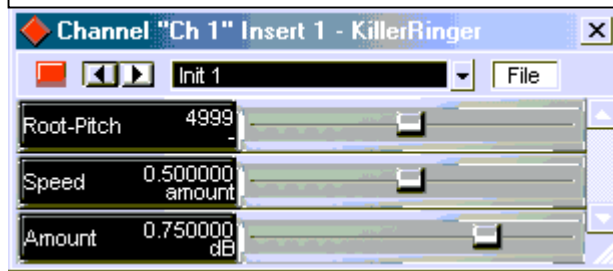 Channel "Ch 1" Insert 1 - KillerRinger
Init 1
File
Root-Pitch 4999
-
Speed 0.500000
amount
Amount 0.750000
dB